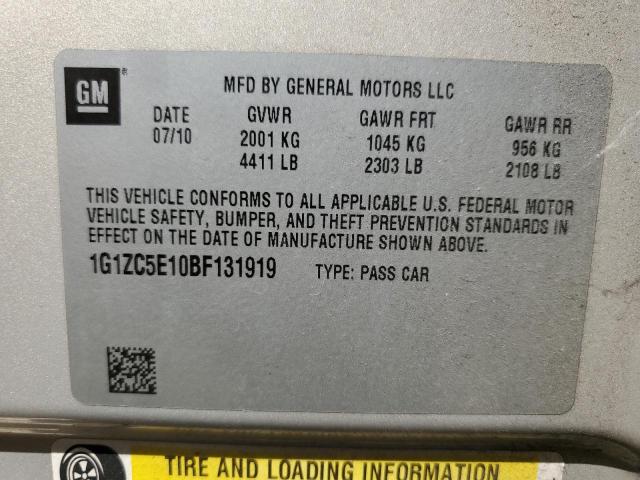 GM
MFD BY GENERAL MOTORS LLC
DATE GVWR GAWR FRT GAWR RR
07/10 2001 KG 1045 KG 956 KG
4411 LB 2303 LB 2108 LB
THIS VEHICLE CONFORMS TO ALL APPLICABLE U.S. FEDERAL MOTOR
VEHICLE SAFETY, BUMPER, AND THEFT PREVENTION STANDARDS IN
EFFECT ON THE DATE OF MANUFACTURE SHOWN ABOVE.
1G1ZC5E10BF131919 TYPE: PASS CAR
TIRE AND LOADING INFORMATION